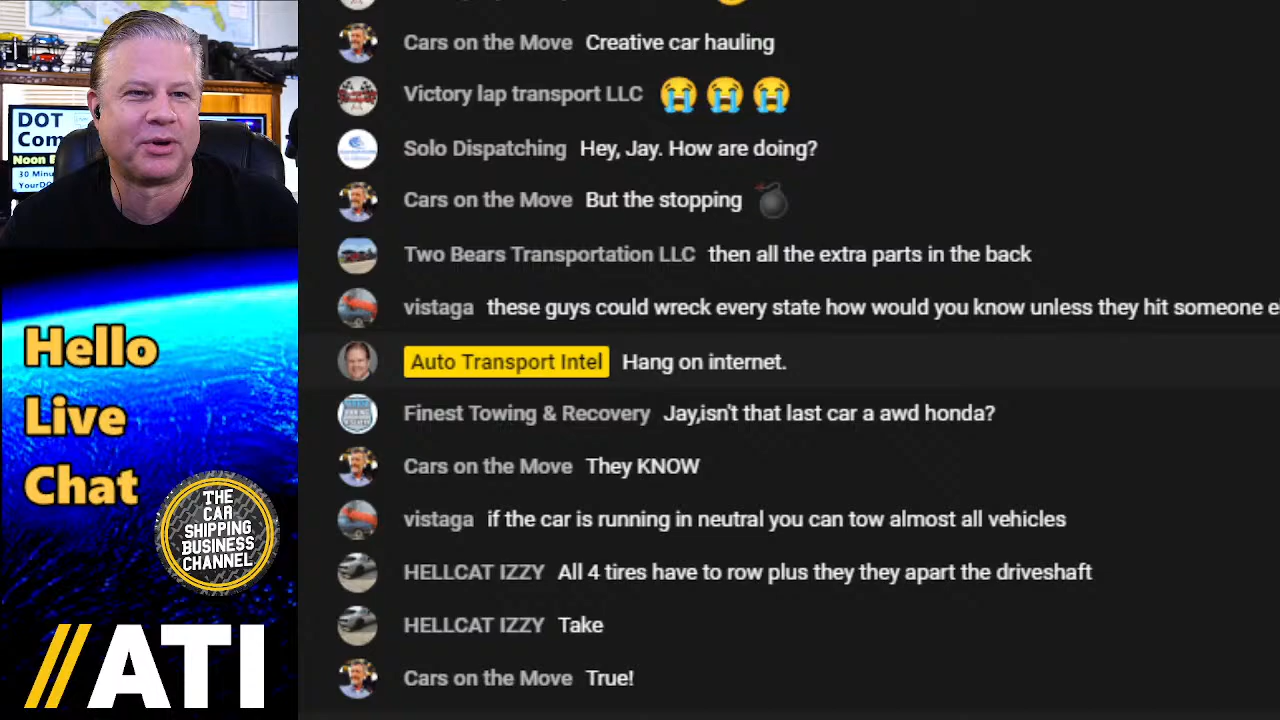 DOT
Com
Noon E
30 Minu
YourDO
Hello
Live
Chat
THE
CAR
SHIPPING
BUSINESS
CHANNEL
//ATI
Cars on the Move Creative car hauling
Victory lap transport LLC 😭😭😭
Solo Dispatching Hey, Jay. How are doing?
Cars on the Move But the stopping 💣
Two Bears Transportation LLC then all the extra parts in the back
vistaga these guys could wreck every state how would you know unless they hit someone e
Auto Transport Intel Hang on internet.
Finest Towing & Recovery Jay,isn't that last car a awd honda?
Cars on the Move They KNOW
vistaga if the car is running in neutral you can tow almost all vehicles
HELLCAT IZZY All 4 tires have to row plus they they apart the driveshaft
HELLCAT IZZY Take
Cars on the Move True!